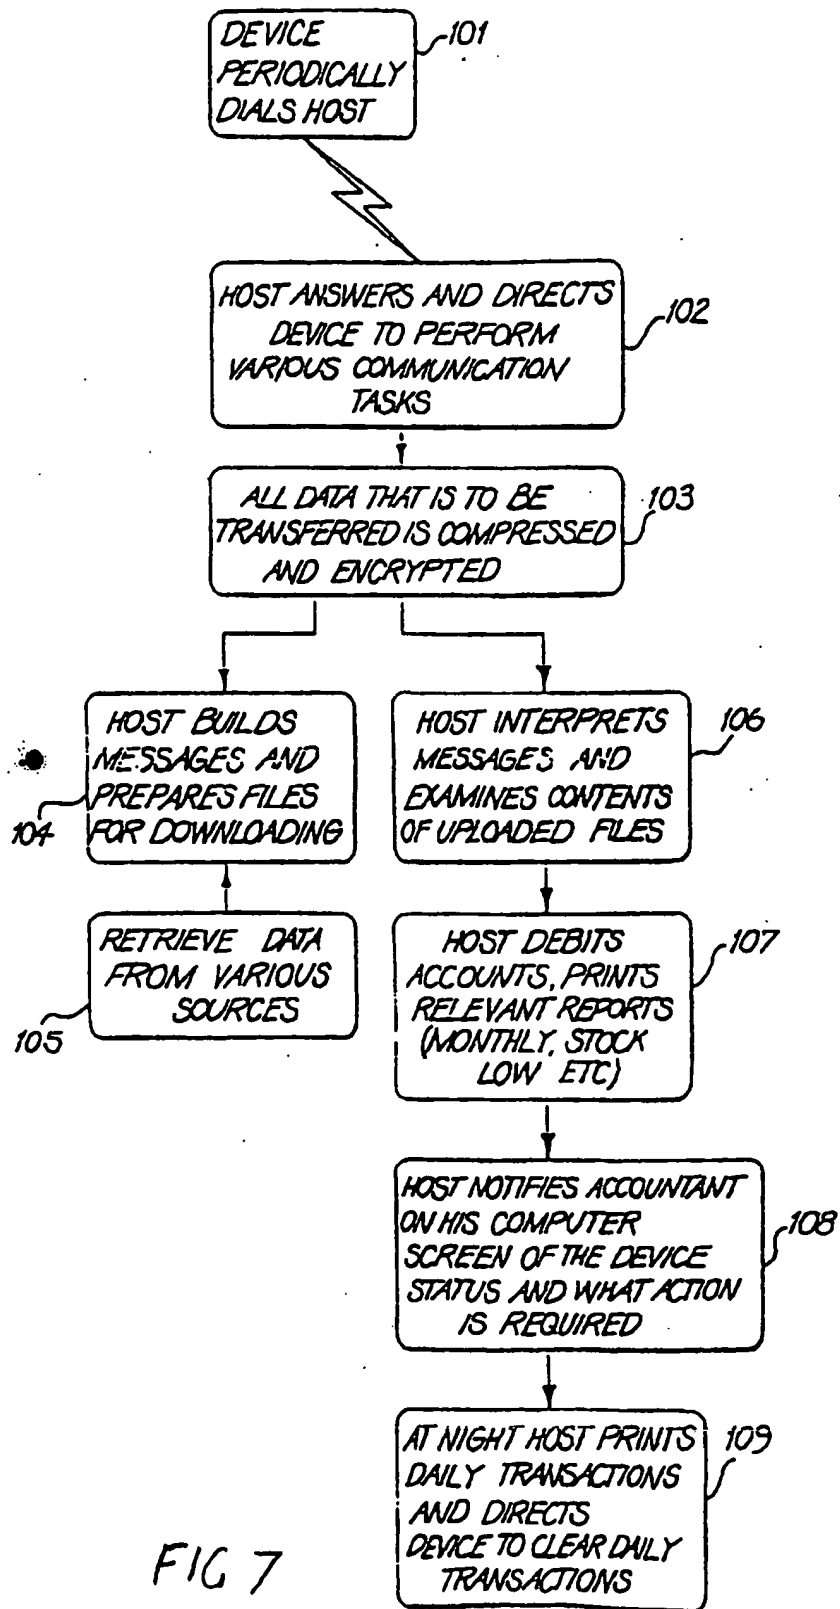 DEVICE
PERIODICALLY
DIALS HOST
101
HOST ANSWERS AND DIRECTS
DEVICE TO PERFORM
VARIOUS COMMUNICATION
TASKS
102
ALL DATA THAT IS TO BE
TRANSFERRED IS COMPRESSED
AND ENCRYPTED
103
HOST BUILDS
MESSAGES AND
PREPARES FILES
FOR DOWNLOADING
104
HOST INTERPRETS
MESSAGES AND
EXAMINES CONTENTS
OF UPLOADED FILES
106
RETRIEVE DATA
FROM VARIOUS
SOURCES
105
HOST DEBITS
ACCOUNTS, PRINTS
RELEVANT REPORTS
(MONTHLY, STOCK
LOW ETC)
107
HOST NOTIFIES ACCOUNTANT
ON HIS COMPUTER
SCREEN OF THE DEVICE
STATUS AND WHAT ACTION
IS REQUIRED
108
AT NIGHT HOST PRINTS
DAILY TRANSACTIONS
AND DIRECTS
DEVICE TO CLEAR DAILY
TRANSACTIONS
109
FIG 7